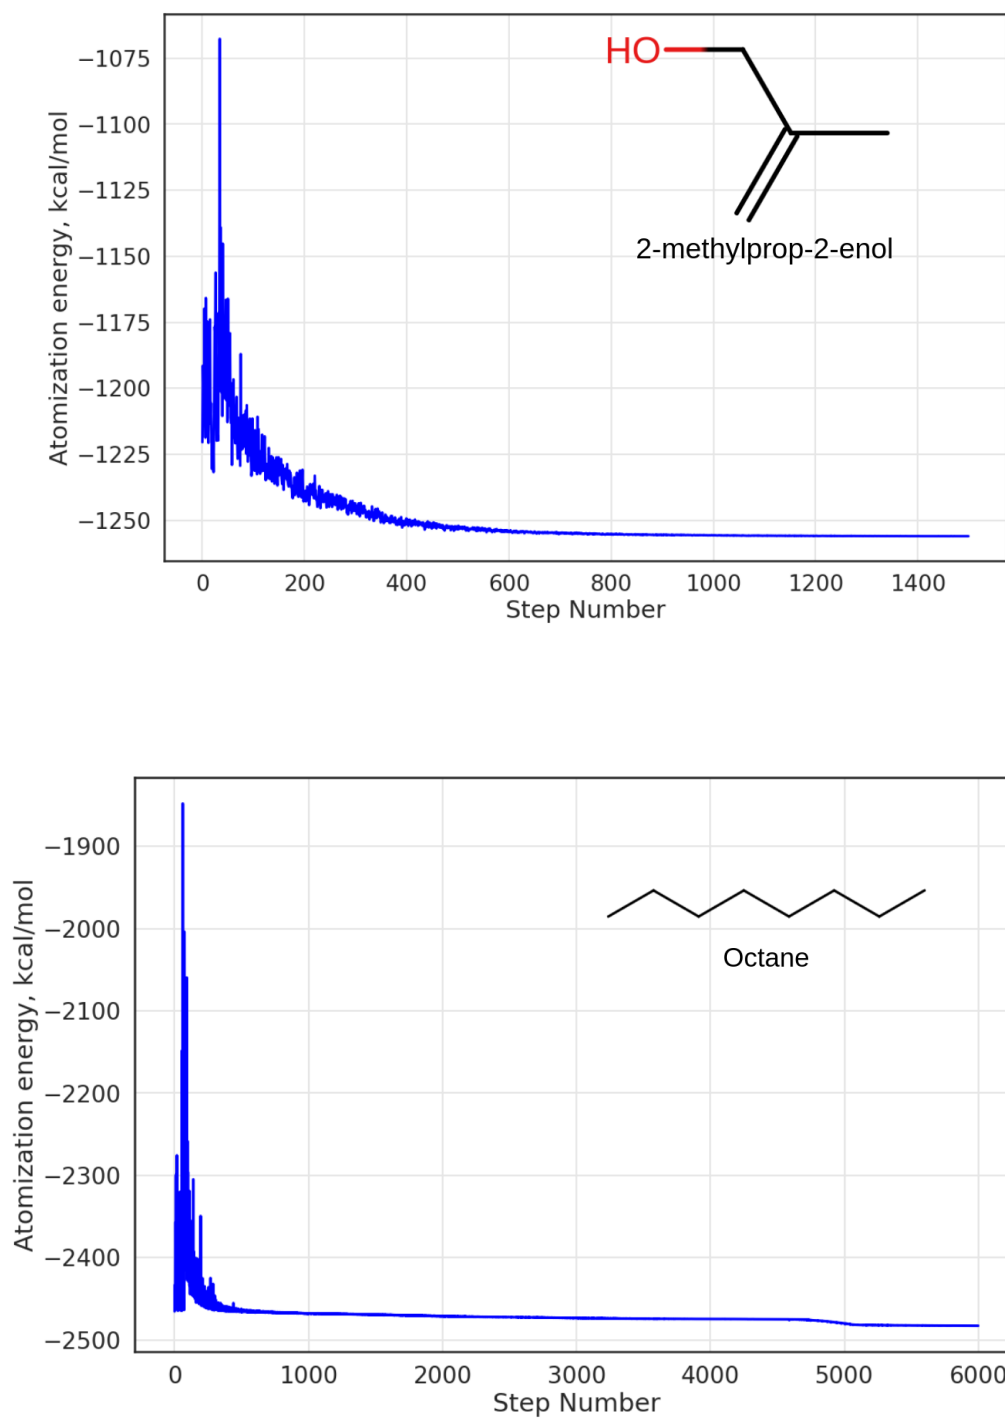 HO
2-methylprop-2-enol
Atomization energy, kcal/mol
−1075
−1100
−1125
−1150
−1175
−1200
−1225
−1250
0 200 400 600 800 1000 1200 1400
Step Number
Octane
Atomization energy, kcal/mol
−1900
−2000
−2100
−2200
−2300
−2400
−2500
0 1000 2000 3000 4000 5000 6000
Step Number